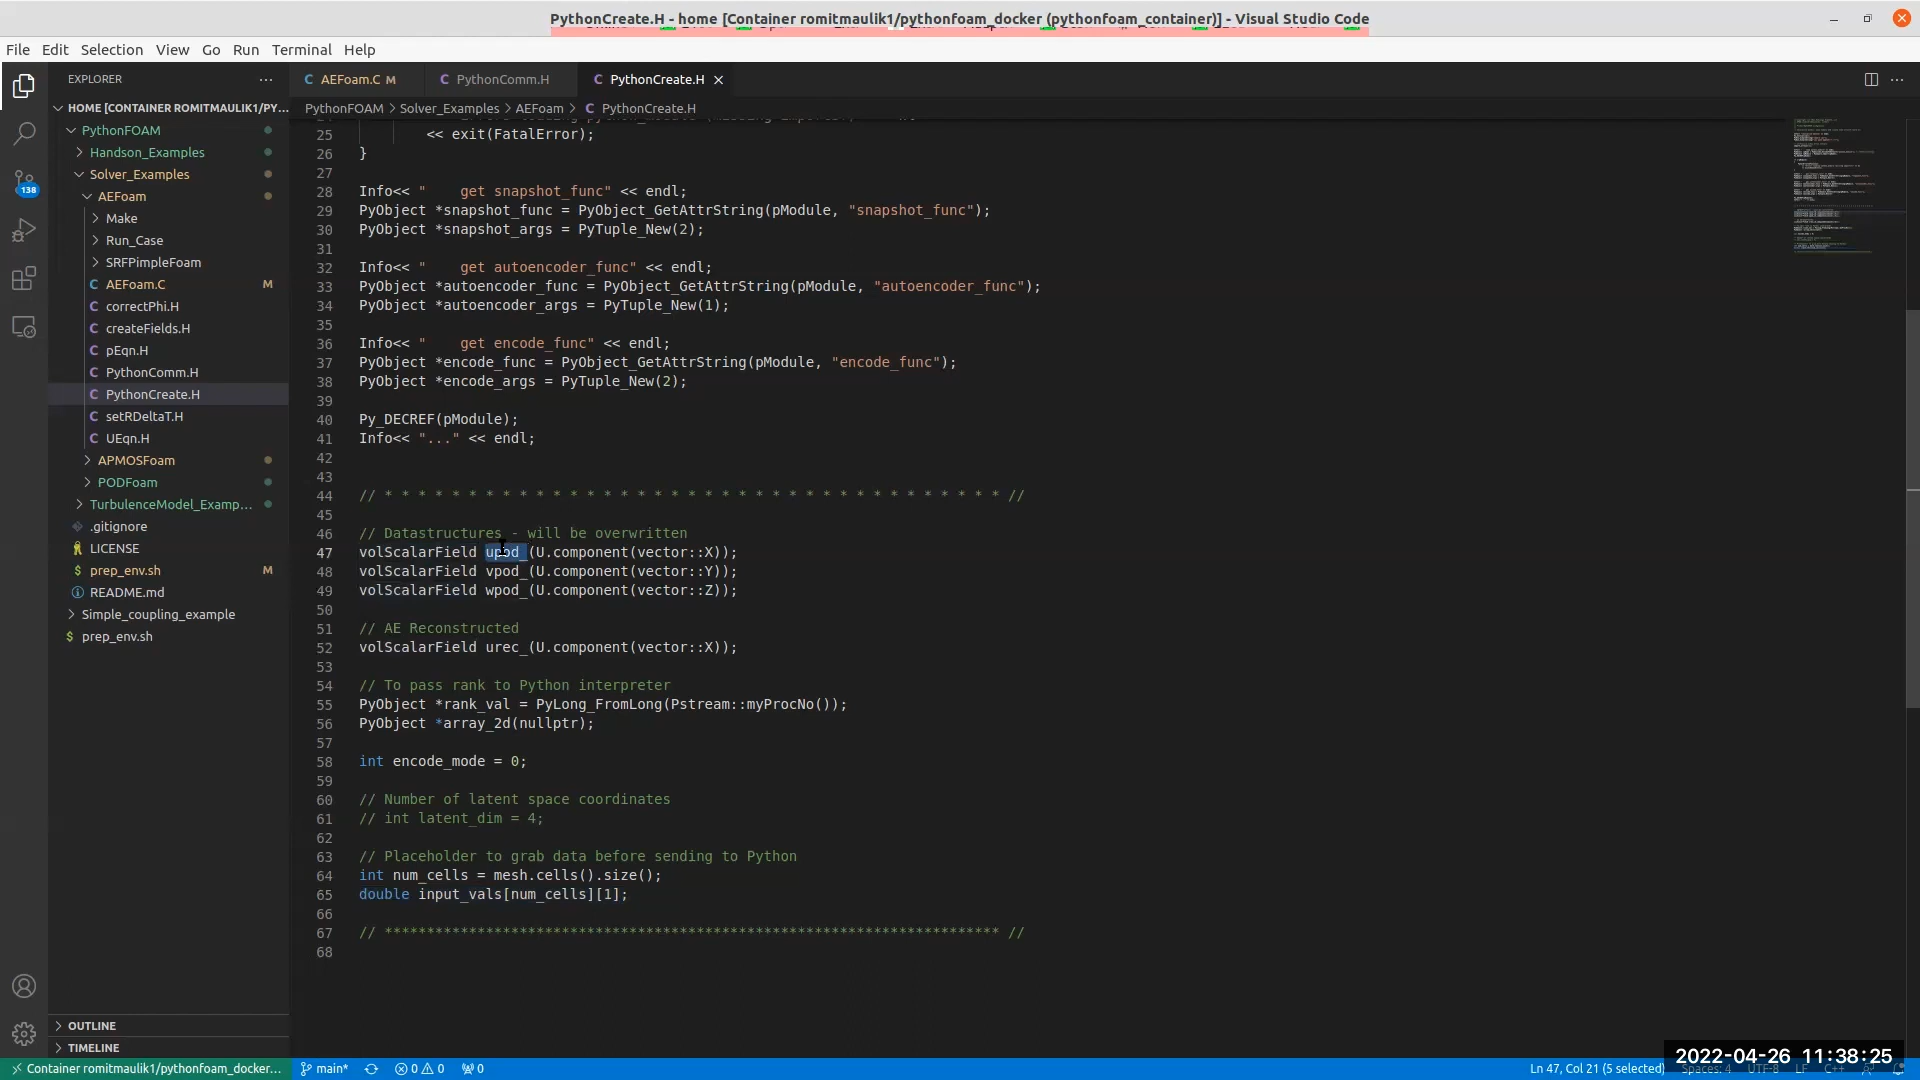 PythonCreate.H - home [Container romitmaulik1/pythonfoam_docker (pythonfoam_container)] - Visual Studio Code
File Edit Selection View Go Run Terminal Help
EXPLORER
AEFoam.C M PythonComm.H PythonCreate.H
PythonFOAM > Solver_Examples > AEFoam > PythonCreate.H
HOME [CONTAINER ROMITMAULIK1/PY...
PythonFOAM
Handson_Examples
Solver_Examples
AEFoam
Make
Run_Case
SRFPimpleFoam
AEFoam.C M
correctPhi.H
createFields.H
pEqn.H
PythonComm.H
PythonCreate.H
setRDeltaT.H
UEqn.H
APMOSFoam
PODFoam
TurbulenceModel_Examp...
.gitignore
LICENSE
prep_env.sh M
README.md
Simple_coupling_example
prep_env.sh
OUTLINE
TIMELINE
138
25 << exit(FatalError);
26 }
27
28 Info<< "    get snapshot_func" << endl;
29 PyObject *snapshot_func = PyObject_GetAttrString(pModule, "snapshot_func");
30 PyObject *snapshot_args = PyTuple_New(2);
31
32 Info<< "    get autoencoder_func" << endl;
33 PyObject *autoencoder_func = PyObject_GetAttrString(pModule, "autoencoder_func");
34 PyObject *autoencoder_args = PyTuple_New(1);
35
36 Info<< "    get encode_func" << endl;
37 PyObject *encode_func = PyObject_GetAttrString(pModule, "encode_func");
38 PyObject *encode_args = PyTuple_New(2);
39
40 Py_DECREF(pModule);
41 Info<< "..." << endl;
42
43
44 // * * * * * * * * * * * * * * * * * * * * * * * * * * * * * * * * * * * * * //
45
46 // Datastructures - will be overwritten
47 volScalarField upod_(U.component(vector::X));
48 volScalarField vpod_(U.component(vector::Y));
49 volScalarField wpod_(U.component(vector::Z));
50
51 // AE Reconstructed
52 volScalarField urec_(U.component(vector::X));
53
54 // To pass rank to Python interpreter
55 PyObject *rank_val = PyLong_FromLong(Pstream::myProcNo());
56 PyObject *array_2d(nullptr);
57
58 int encode_mode = 0;
59
60 // Number of latent space coordinates
61 // int latent_dim = 4;
62
63 // Placeholder to grab data before sending to Python
64 int num_cells = mesh.cells().size();
65 double input_vals[num_cells][1];
66
67 // ************************************************************************* //
68
2022-04-26 11:38:25
Container romitmaulik1/pythonfoam_docker... main* 0 0 0 Ln 47, Col 21 (5 selected) Spaces: 4 UTF-8 LF C++